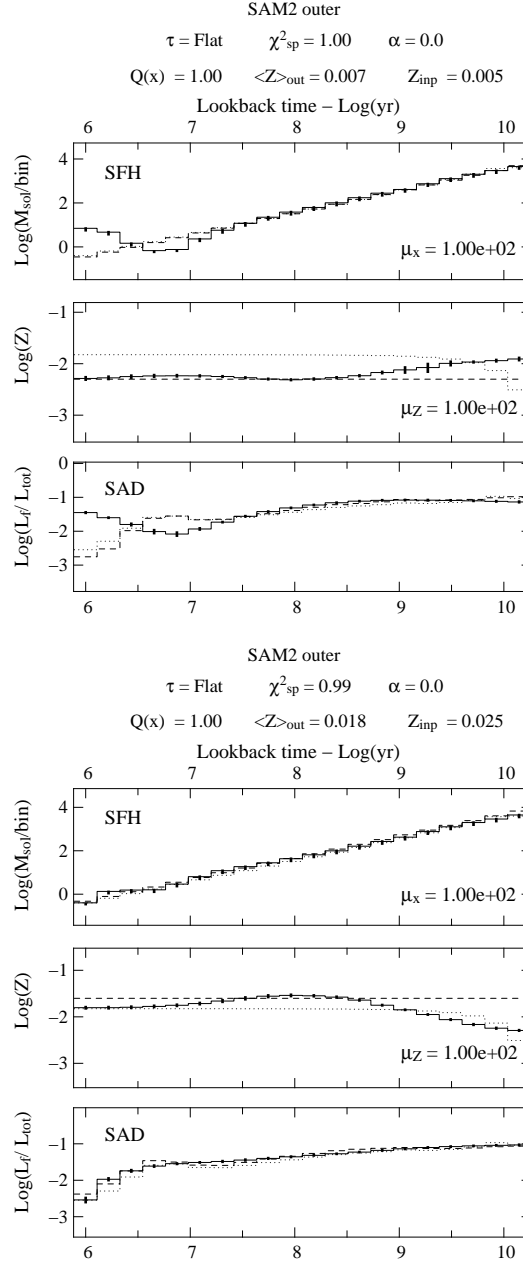 SAM2 outer
τ = Flat χ²sp = 1.00 α = 0.0
Q(x) = 1.00 <Z>out = 0.007 Zinp = 0.005
Lookback time − Log(yr)
6 7 8 9 10
Log(Msol/bin)
4
2
0
SFH
μx = 1.00e+02
Log(Z)
−1
−2
−3
μZ = 1.00e+02
Log(Lf/ Ltot)
0
−1
−2
−3
SAD
6 7 8 9 10
SAM2 outer
τ = Flat χ²sp = 0.99 α = 0.0
Q(x) = 1.00 <Z>out = 0.018 Zinp = 0.025
Lookback time − Log(yr)
6 7 8 9 10
Log(Msol/bin)
4
2
0
SFH
μx = 1.00e+02
Log(Z)
−1
−2
−3
μZ = 1.00e+02
Log(Lf/ Ltot)
−1
−2
−3
SAD
6 7 8 9 10